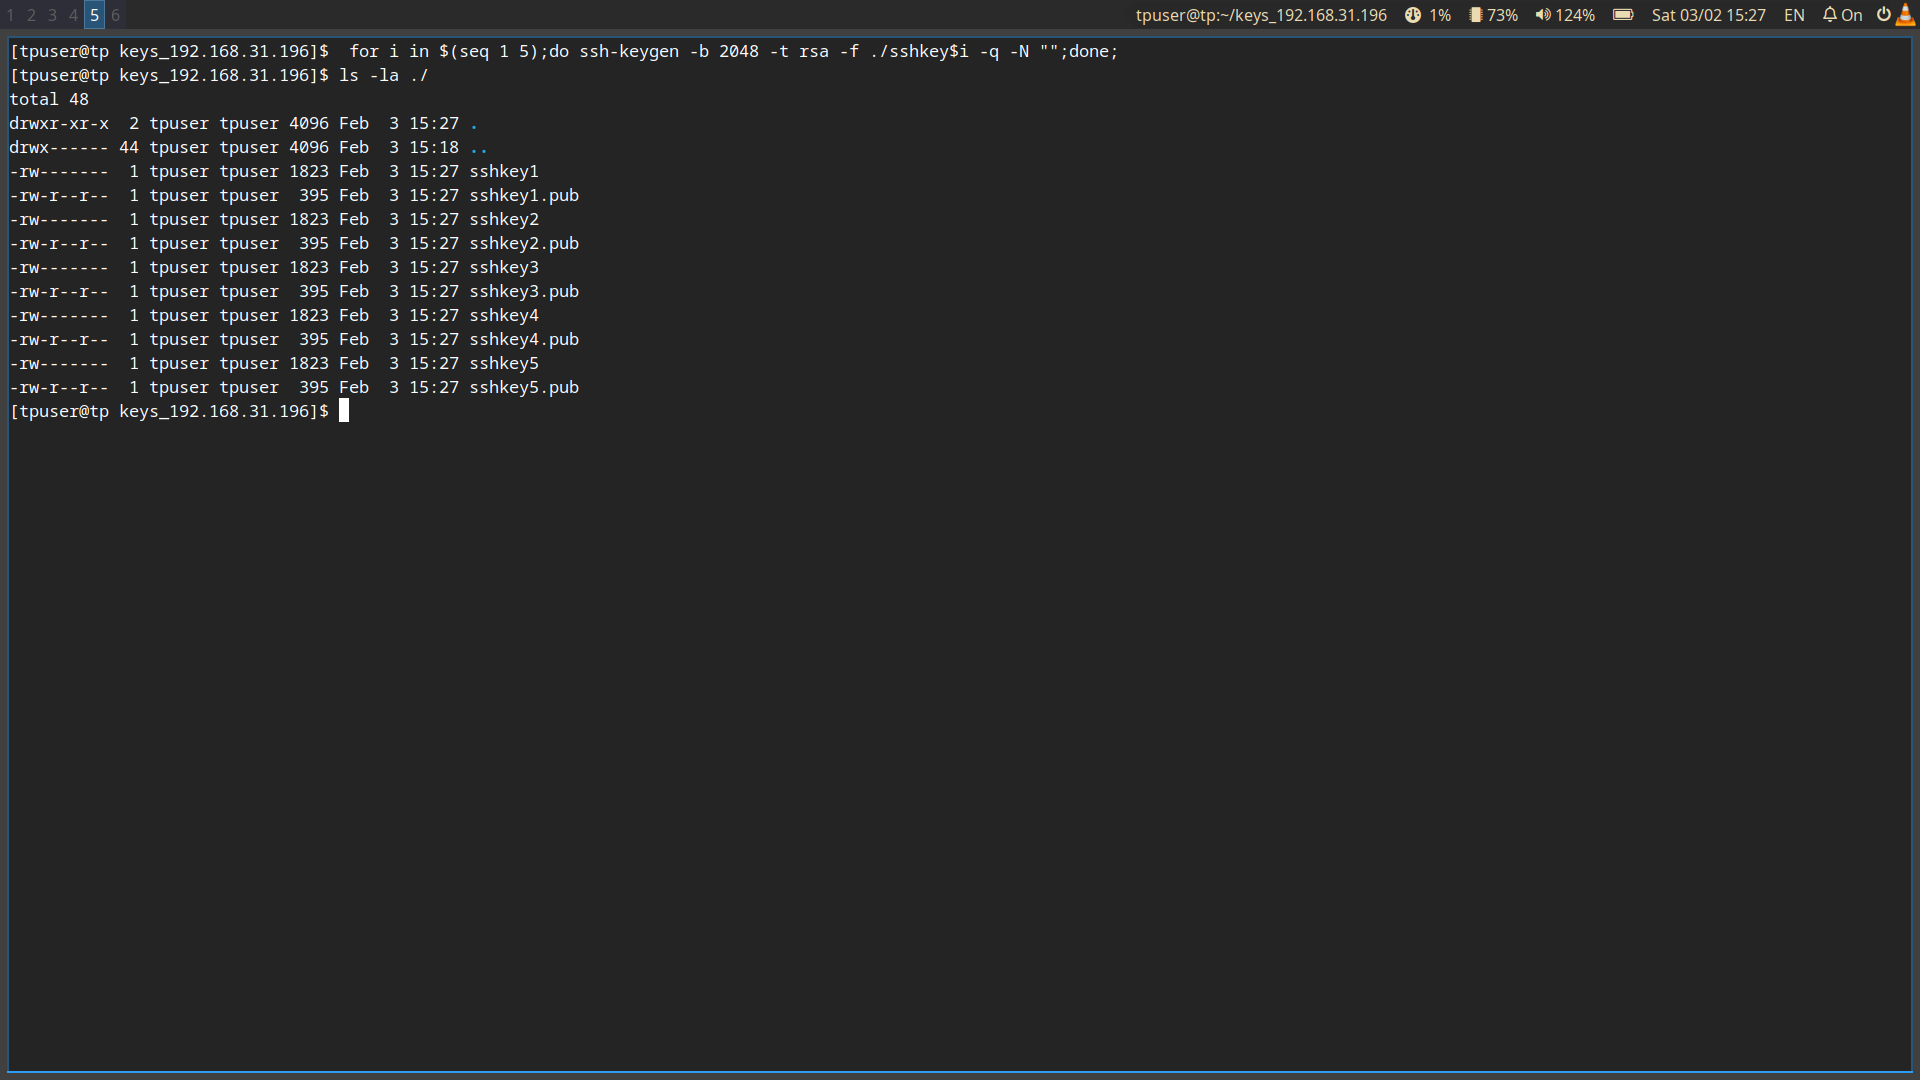 1 2 3 4 5 6 tpuser@tp:~/keys_192.168.31.196 1% 73% 124% Sat 03/02 15:27 EN On
[tpuser@tp keys_192.168.31.196]$  for i in $(seq 1 5);do ssh-keygen -b 2048 -t rsa -f ./sshkey$i -q -N "";done;
[tpuser@tp keys_192.168.31.196]$ ls -la ./
total 48
drwxr-xr-x  2 tpuser tpuser 4096 Feb  3 15:27 .
drwx------ 44 tpuser tpuser 4096 Feb  3 15:18 ..
-rw-------  1 tpuser tpuser 1823 Feb  3 15:27 sshkey1
-rw-r--r--  1 tpuser tpuser  395 Feb  3 15:27 sshkey1.pub
-rw-------  1 tpuser tpuser 1823 Feb  3 15:27 sshkey2
-rw-r--r--  1 tpuser tpuser  395 Feb  3 15:27 sshkey2.pub
-rw-------  1 tpuser tpuser 1823 Feb  3 15:27 sshkey3
-rw-r--r--  1 tpuser tpuser  395 Feb  3 15:27 sshkey3.pub
-rw-------  1 tpuser tpuser 1823 Feb  3 15:27 sshkey4
-rw-r--r--  1 tpuser tpuser  395 Feb  3 15:27 sshkey4.pub
-rw-------  1 tpuser tpuser 1823 Feb  3 15:27 sshkey5
-rw-r--r--  1 tpuser tpuser  395 Feb  3 15:27 sshkey5.pub
[tpuser@tp keys_192.168.31.196]$